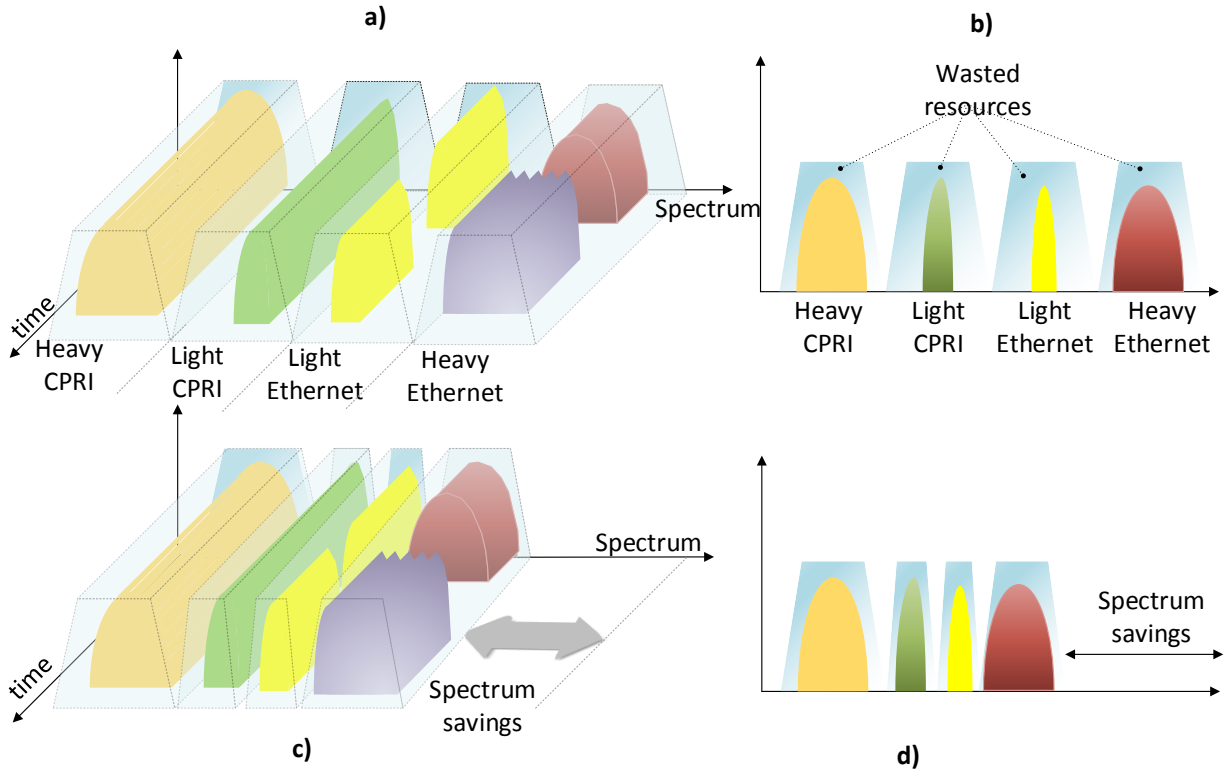 a)
Spectrum
time
Heavy
CPRI
Light
CPRI
Light
Ethernet
Heavy
Ethernet
b)
Wasted
resources
Heavy
CPRI
Light
CPRI
Light
Ethernet
Heavy
Ethernet
Spectrum
time
Spectrum
savings
c)
Spectrum
savings
d)